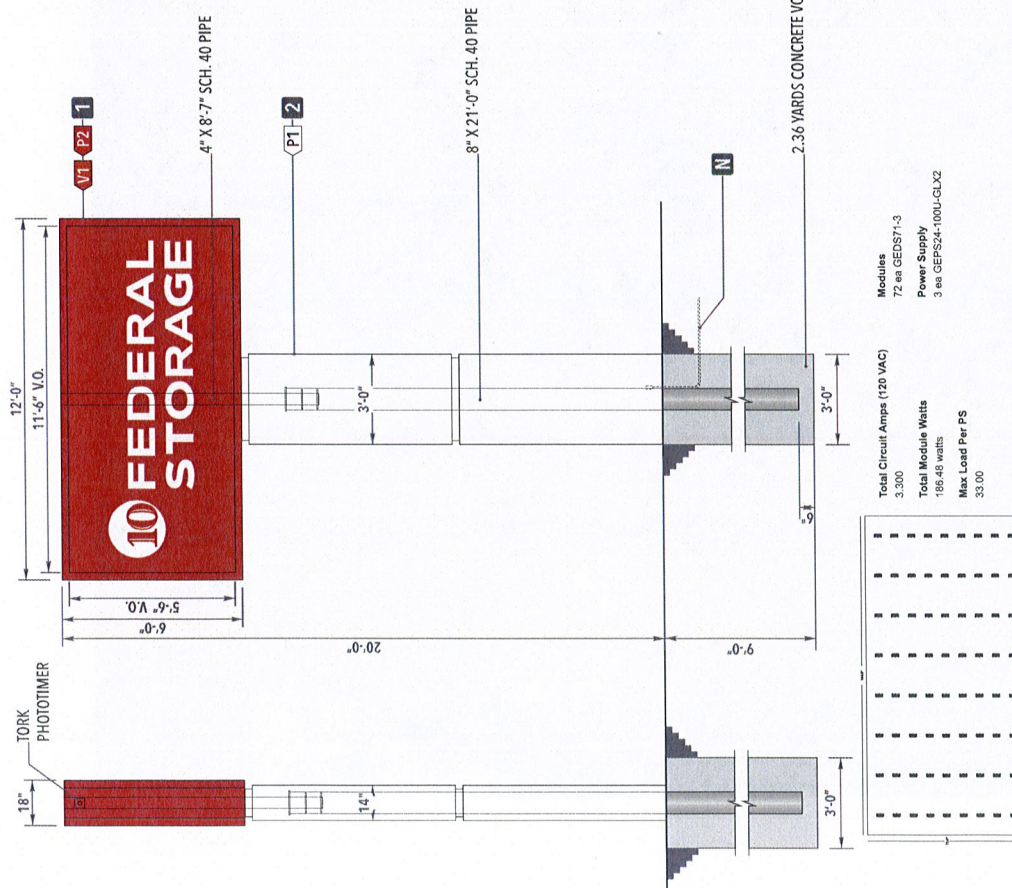 12'-0"
11'-6" V.O.
V1 P2 1
10 FEDERAL
STORAGE
4" X 8'-7" SCH. 40 PIPE
P1 2
3'-0"
8" X 21'-0" SCH. 40 PIPE
5'-6" V.O.
6'-0"
20'-0"
9'-0"
N
6"
3'-0"
2.36 YARDS CONCRETE
TORK
PHOTOTIMER
18"
14"
3'-0"
Total Circuit Amps (120 VAC)
3.300
Total Module Watts
186.48 watts
Max Load Per PS
33.00
Modules
72 ea GEDS71-3
Power Supply
3 ea GEPS24-100U-GLX2